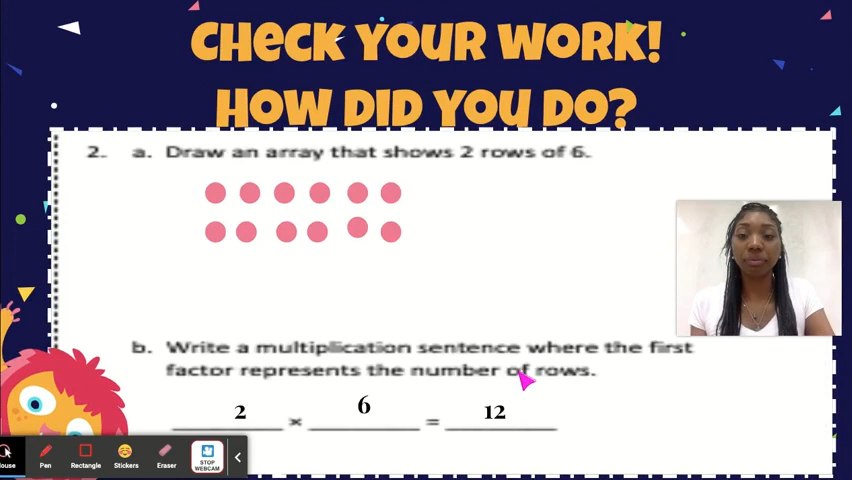 CHECK YOUR WORK!
HOW DID YOU DO?
2. a. Draw an array that shows 2 rows of 6.
b. Write a multiplication sentence where the first
factor represents the number of rows.
2 × 6 = 12
Pen Rectangle Stickers Eraser STOP
WEBCAM